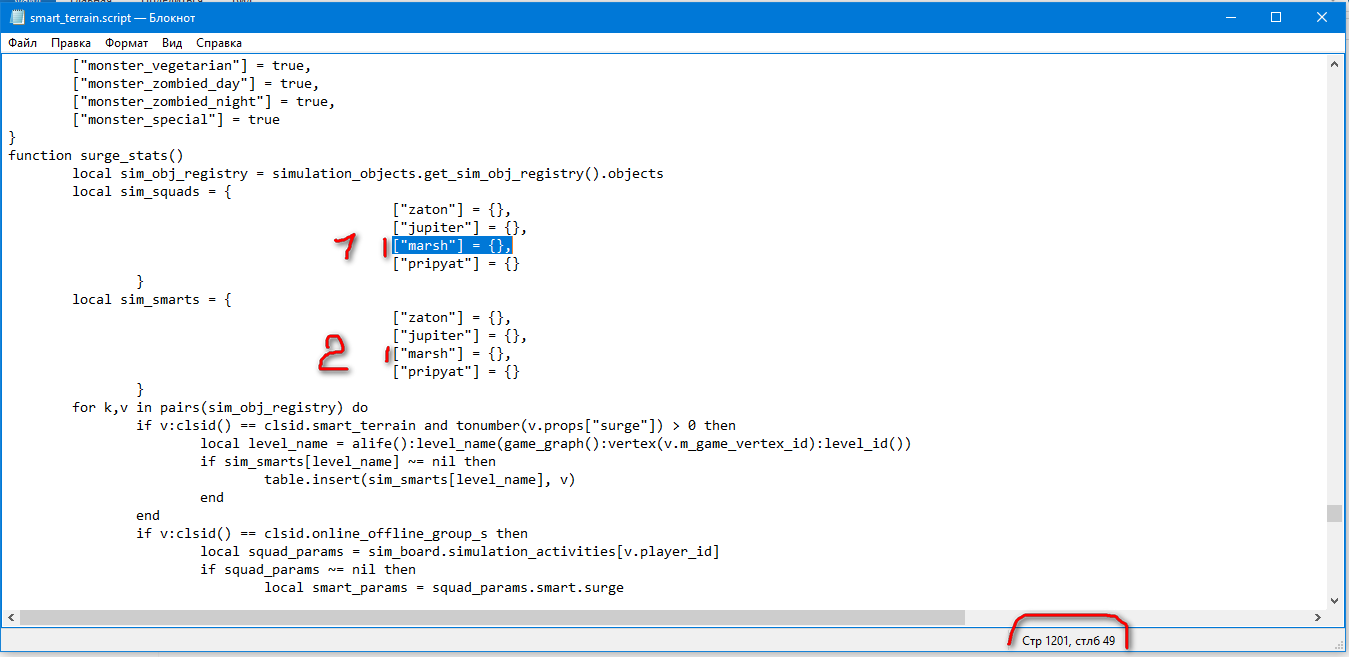 smart_terrain.script — Блокнот
Файл Правка Формат Вид Справка
["monster_vegetarian"] = true,
["monster_zombied_day"] = true,
["monster_zombied_night"] = true,
["monster_special"] = true
}
function surge_stats()
local sim_obj_registry = simulation_objects.get_sim_obj_registry().objects
local sim_squads = {
["zaton"] = {},
["jupiter"] = {},
1 ["marsh"] = {},
["pripyat"] = {}
}
local sim_smarts = {
["zaton"] = {},
["jupiter"] = {},
2 ["marsh"] = {},
["pripyat"] = {}
}
for k,v in pairs(sim_obj_registry) do
if v:clsid() == clsid.smart_terrain and tonumber(v.props["surge"]) > 0 then
local level_name = alife():level_name(game_graph():vertex(v.m_game_vertex_id):level_id())
if sim_smarts[level_name] ~= nil then
table.insert(sim_smarts[level_name], v)
end
end
if v:clsid() == clsid.online_offline_group_s then
local squad_params = sim_board.simulation_activities[v.player_id]
if squad_params ~= nil then
local smart_params = squad_params.smart.surge
Стр 1201, стлб 49